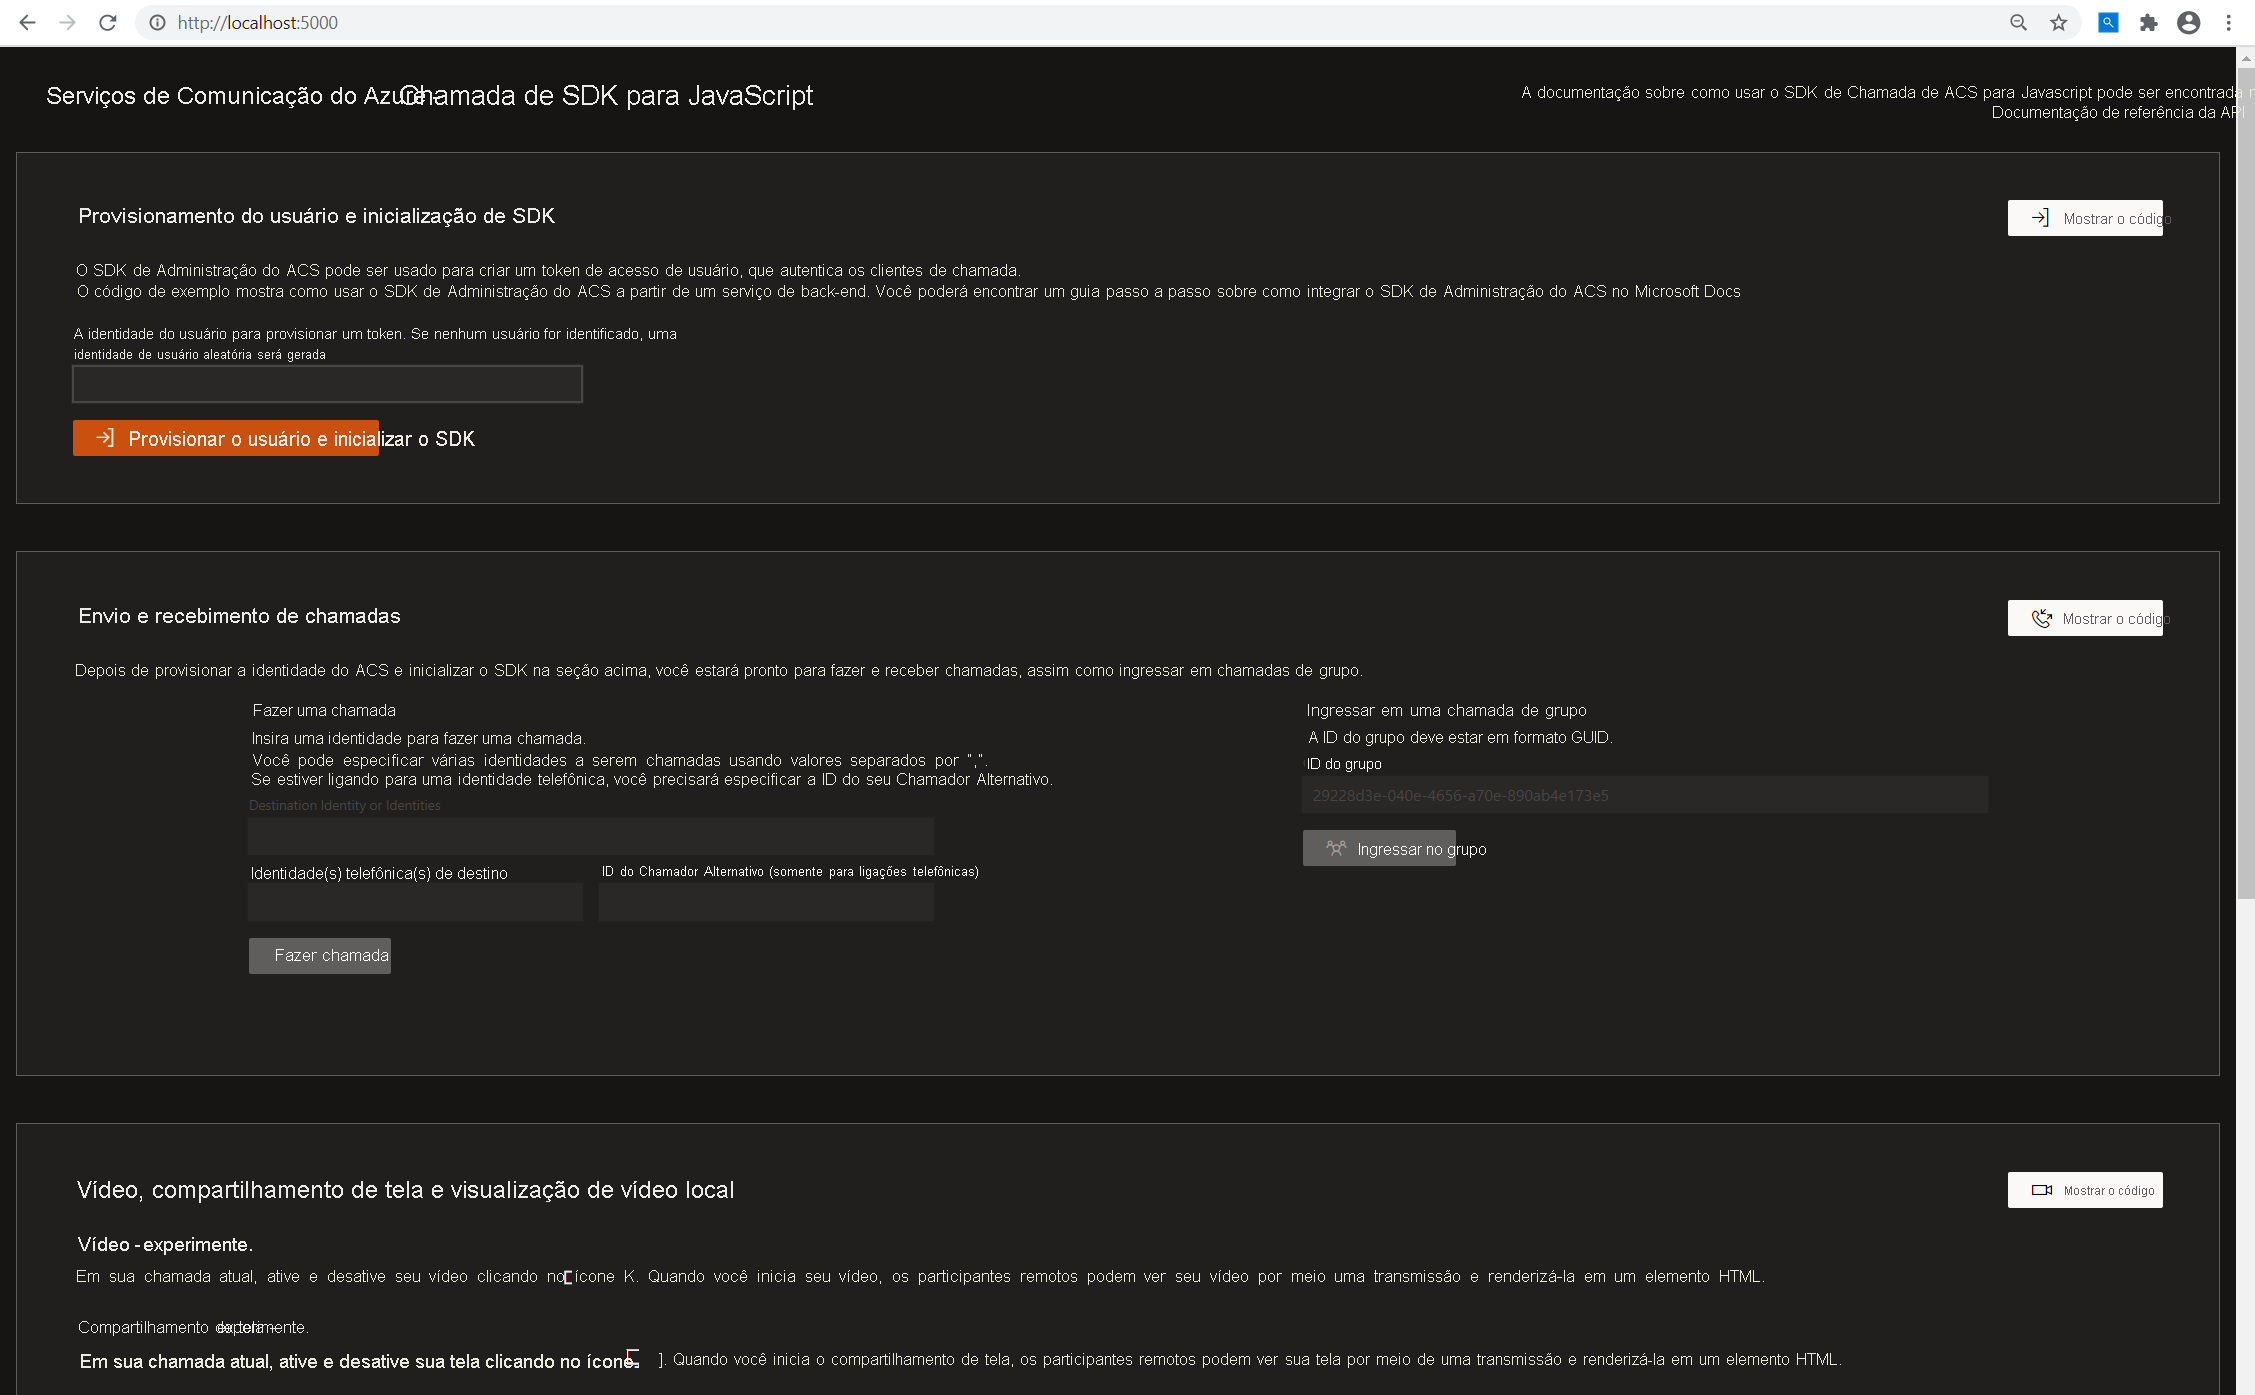 http://localhost:5000
Serviços de Comunicação do Azure - Chamada de SDK para JavaScript
A documentação sobre como usar o SDK de Chamada de ACS para Javascript pode ser encontrada
Documentação de referência da API
Provisionamento do usuário e inicialização de SDK
Mostrar o código
O SDK de Administração do ACS pode ser usado para criar um token de acesso de usuário, que autentica os clientes de chamada.
O código de exemplo mostra como usar o SDK de Administração do ACS a partir de um serviço de back-end. Você poderá encontrar um guia passo a passo sobre como integrar o SDK de Administração do ACS no Microsoft Docs
A identidade do usuário para provisionar um token. Se nenhum usuário for identificado, uma
identidade de usuário aleatória será gerada
Provisionar o usuário e inicializar o SDK
Envio e recebimento de chamadas
Mostrar o código
Depois de provisionar a identidade do ACS e inicializar o SDK na seção acima, você estará pronto para fazer e receber chamadas, assim como ingressar em chamadas de grupo.
Fazer uma chamada
Insira uma identidade para fazer uma chamada.
Você pode especificar várias identidades a serem chamadas usando valores separados por ",".
Se estiver ligando para uma identidade telefônica, você precisará especificar a ID do seu Chamador Alternativo.
Destination Identity or Identities
Identidade(s) telefônica(s) de destino
ID do Chamador Alternativo (somente para ligações telefônicas)
Fazer chamada
Ingressar em uma chamada de grupo
A ID do grupo deve estar em formato GUID.
ID do grupo
29228d3e-040e-4656-a70e-890ab4e173e5
Ingressar no grupo
Vídeo, compartilhamento de tela e visualização de vídeo local
Mostrar o código
Vídeo - experimente.
Em sua chamada atual, ative e desative seu vídeo clicando no ícone K. Quando você inicia seu vídeo, os participantes remotos podem ver seu vídeo por meio uma transmissão e renderizá-la em um elemento HTML.
Compartilhamento de tela - experimente.
Em sua chamada atual, ative e desative sua tela clicando no ícone ]. Quando você inicia o compartilhamento de tela, os participantes remotos podem ver sua tela por meio de uma transmissão e renderizá-la em um elemento HTML.